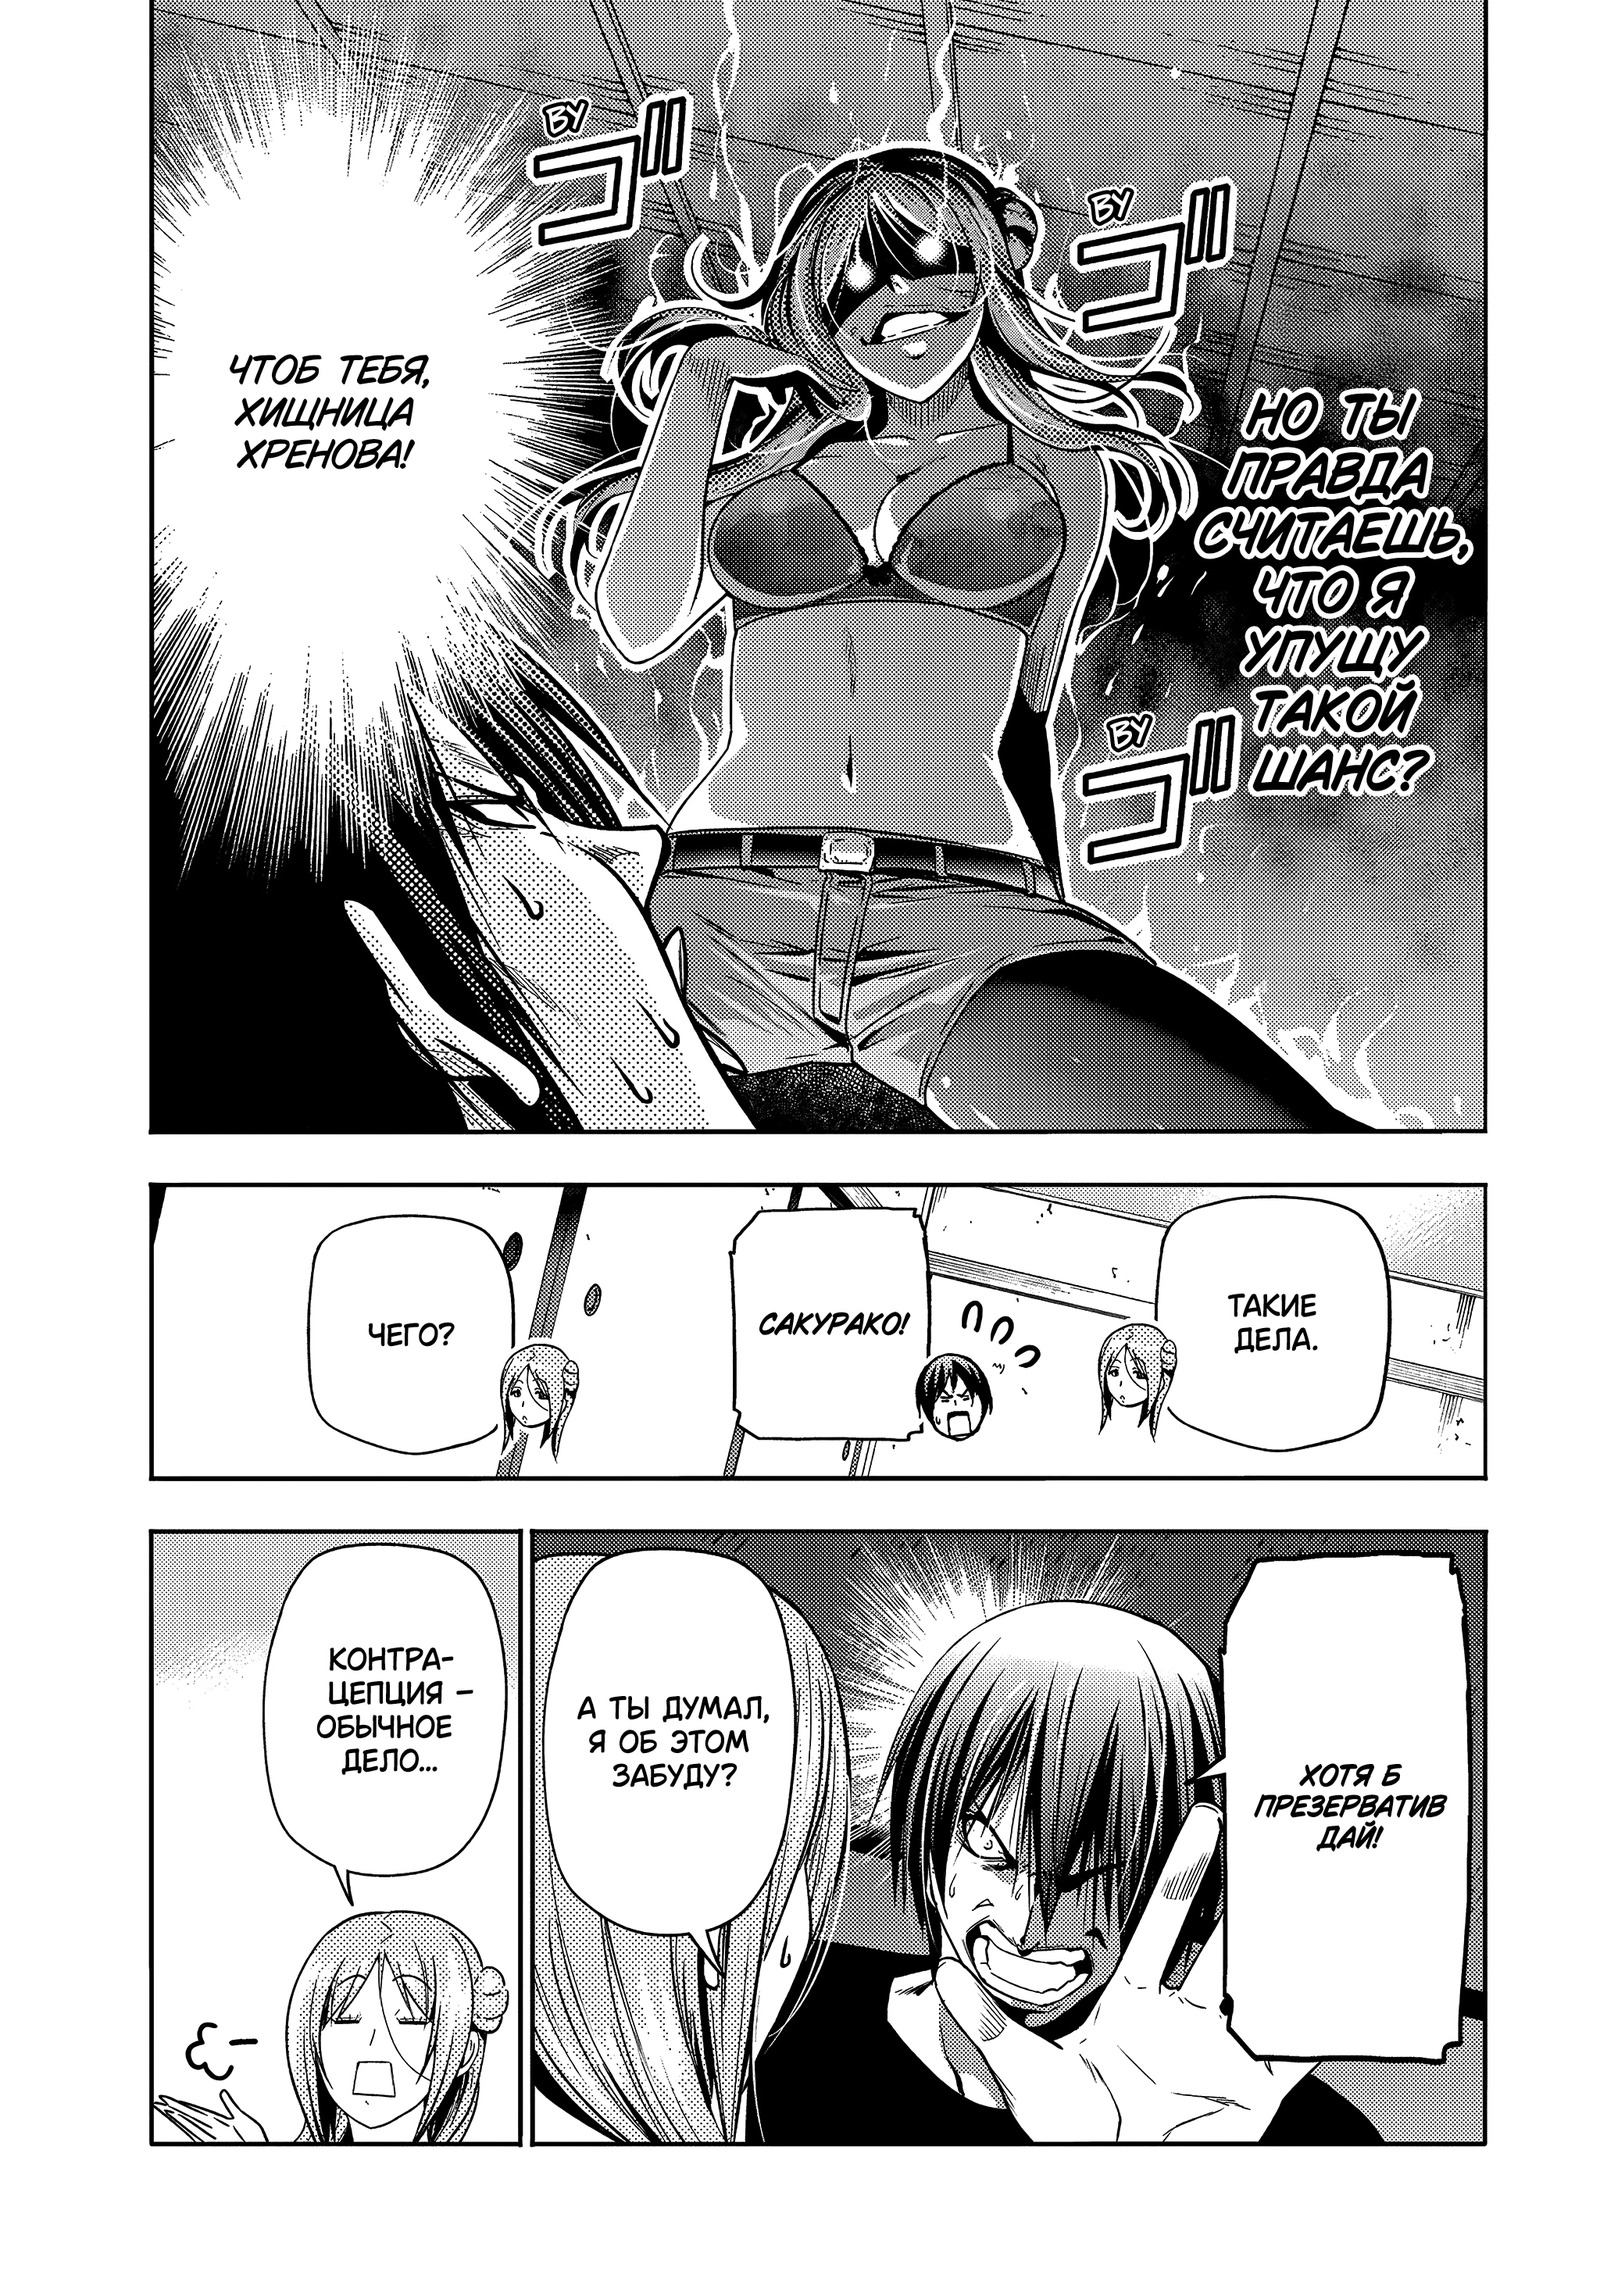 НО ТЫ
ПРАВДА
СЧИТАЕШЬ,
ЧТО Я
УПУЩУ
ТАКОЙ
ШАНС?
ВУ
ゴ
ВУ
ゴ
ВУ
ゴ
ЧТОБ ТЕБЯ,
ХИЩНИЦА
ХРЕНОВА!
ТАКИЕ
ДЕЛА.
САКУРАКО!
ЧЕГО?
ХОТЯ Б
ПРЕЗЕРВАТИВ
ДАЙ!
А ТЫ ДУМАЛ,
Я ОБ ЭТОМ
ЗАБУДУ?
КОНТРА-
ЦЕПЦИЯ –
ОБЫЧНОЕ
ДЕЛО...